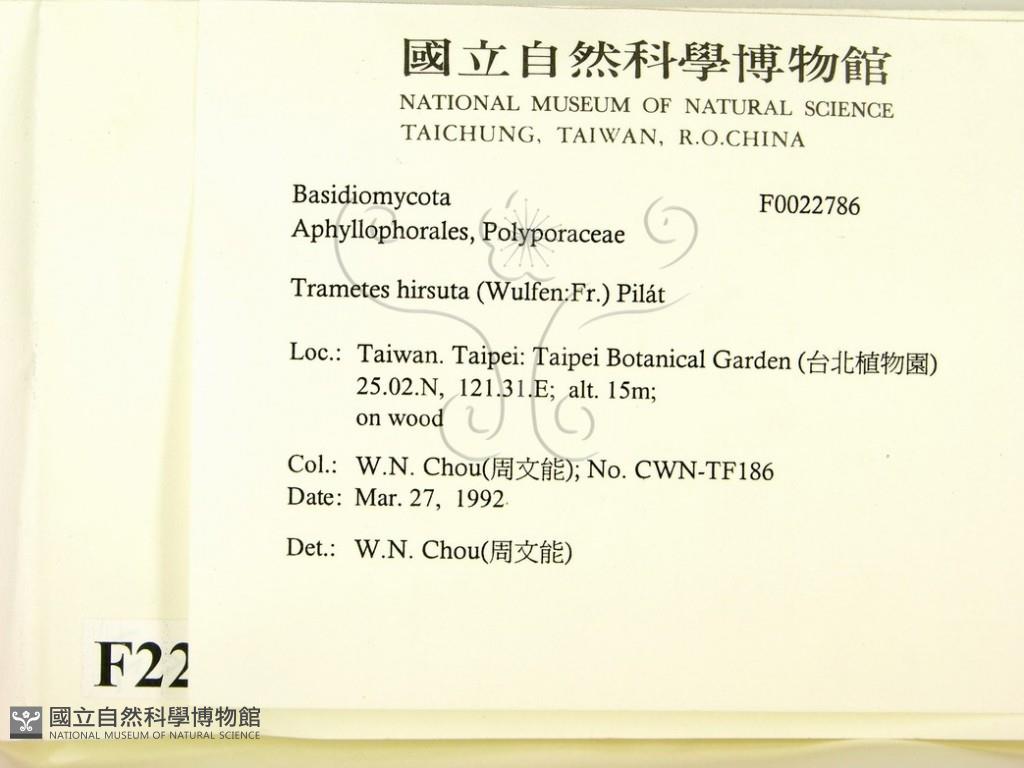 國立自然科學博物館
NATIONAL MUSEUM OF NATURAL SCIENCE
TAICHUNG, TAIWAN, R.O.CHINA
Basidiomycota F0022786
Aphyllophorales, Polyporaceae
Trametes hirsuta (Wulfen:Fr.) Pilát
Loc.: Taiwan. Taipei: Taipei Botanical Garden (台北植物園)
25.02.N, 121.31.E; alt. 15m;
on wood
Col.: W.N. Chou(周文能); No. CWN-TF186
Date: Mar. 27, 1992
Det.: W.N. Chou(周文能)
F22
國立自然科學博物館
NATIONAL MUSEUM OF NATURAL SCIENCE